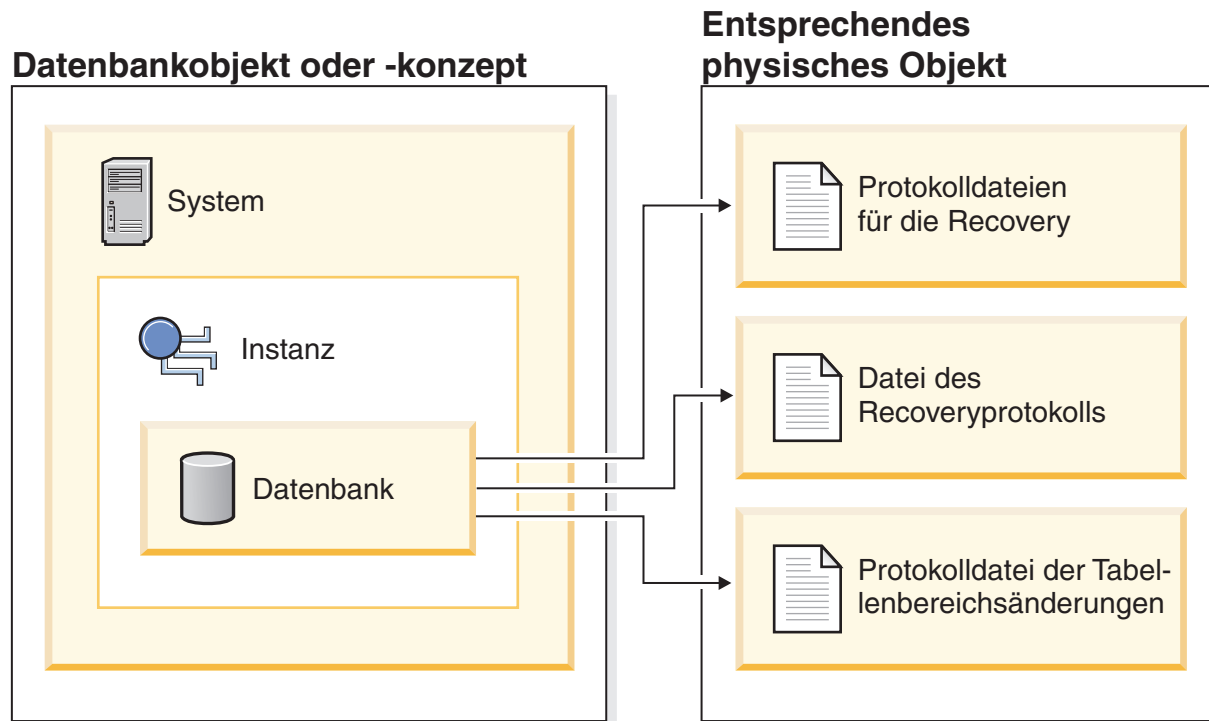 Datenbankobjekt oder -konzept
System
Instanz
Datenbank
Entsprechendes
physisches Objekt
Protokolldateien
für die Recovery
Datei des
Recoveryprotokolls
Protokolldatei der Tabel-
lenbereichsänderungen